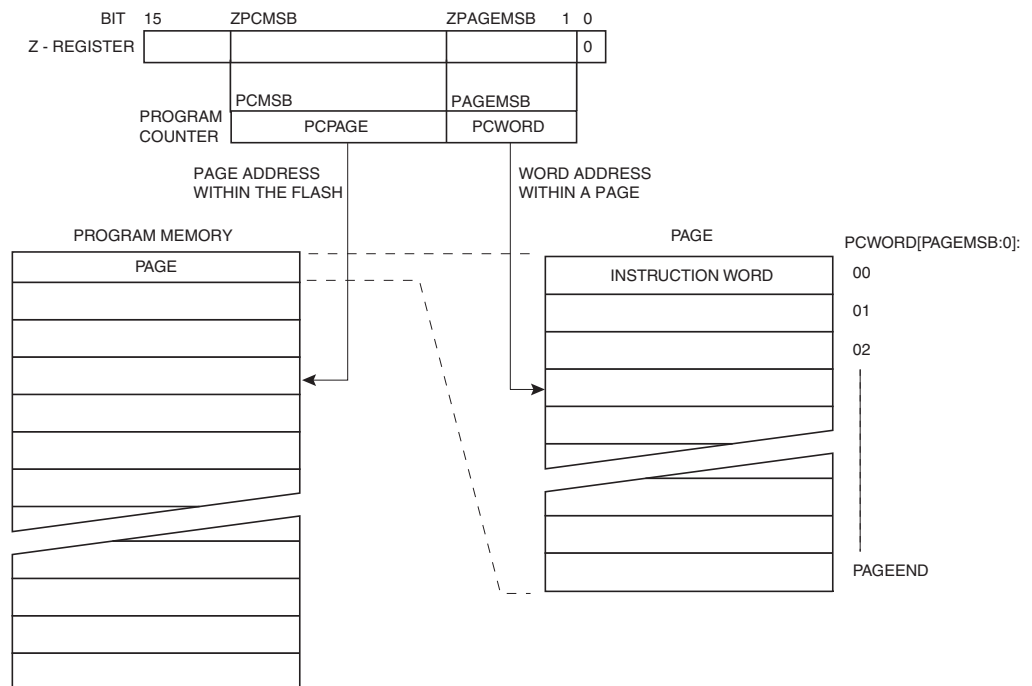 BIT 15 ZPCMSB ZPAGEMSB 1 0
Z - REGISTER 0
PCMSB PAGEMSB
PROGRAM
COUNTER
PCPAGE PCWORD
PAGE ADDRESS
WITHIN THE FLASH
WORD ADDRESS
WITHIN A PAGE
PROGRAM MEMORY
PAGE
PAGE
PCWORD[PAGEMSB:0]:
INSTRUCTION WORD
00
01
02
PAGEEND